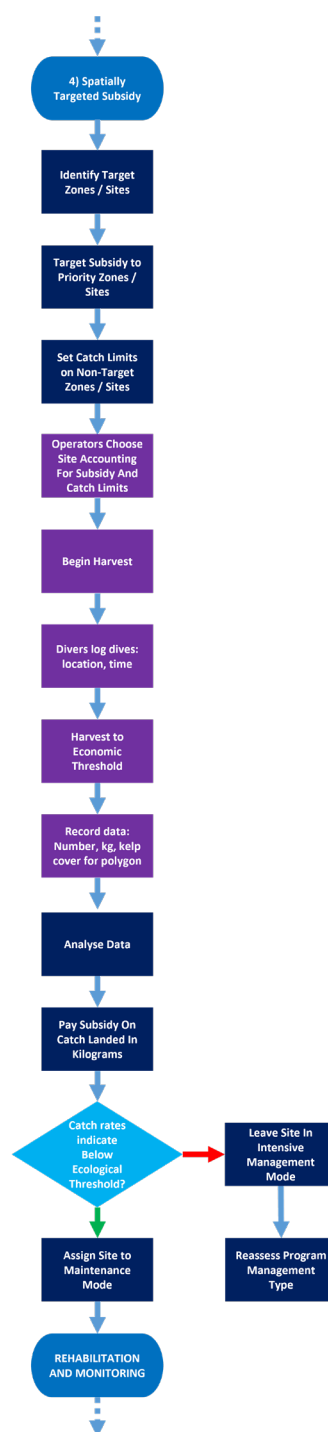 4) Spatially
Targeted Subsidy
Identify Target
Zones / Sites
Target Subsidy to
Priority Zones /
Sites
Set Catch Limits
on Non-Target
Zones / Sites
Operators Choose
Site Accounting
For Subsidy And
Catch Limits
Begin Harvest
Divers log dives:
location, time
Harvest to
Economic
Threshold
Record data:
Number, kg, kelp
cover for polygon
Analyse Data
Pay Subsidy On
Catch Landed In
Kilograms
Catch rates
indicate
Below
Ecological
Threshold?
Leave Site In
Intensive
Management
Mode
Assign Site to
Maintenance
Mode
Reassess Program
Management
Type
REHABILITATION
AND MONITORING